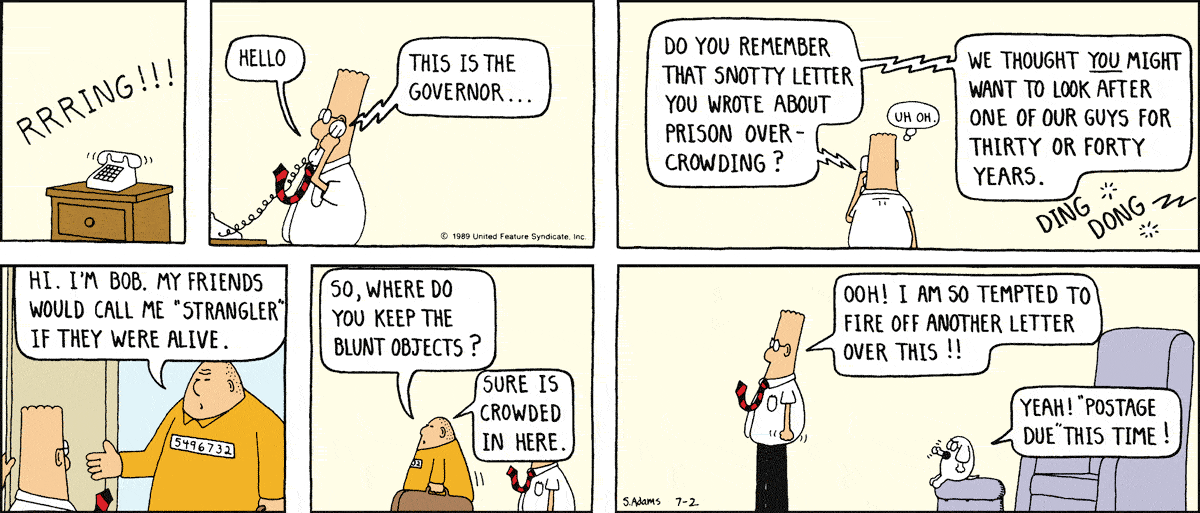 RRRING!!!
HELLO
THIS IS THE
GOVERNOR...
© 1989 United Feature Syndicate, Inc.
DO YOU REMEMBER
THAT SNOTTY LETTER
YOU WROTE ABOUT
PRISON OVER-
CROWDING?
UH OH.
WE THOUGHT YOU MIGHT
WANT TO LOOK AFTER
ONE OF OUR GUYS FOR
THIRTY OR FORTY
YEARS.
DING
DONG
HI. I'M BOB. MY FRIENDS
WOULD CALL ME "STRANGLER"
IF THEY WERE ALIVE.
5496732
SO, WHERE DO
YOU KEEP THE
BLUNT OBJECTS?
SURE IS
CROWDED
IN HERE.
32
OOH! I AM SO TEMPTED TO
FIRE OFF ANOTHER LETTER
OVER THIS!!
YEAH! "POSTAGE
DUE" THIS TIME!
S.Adams 7-2